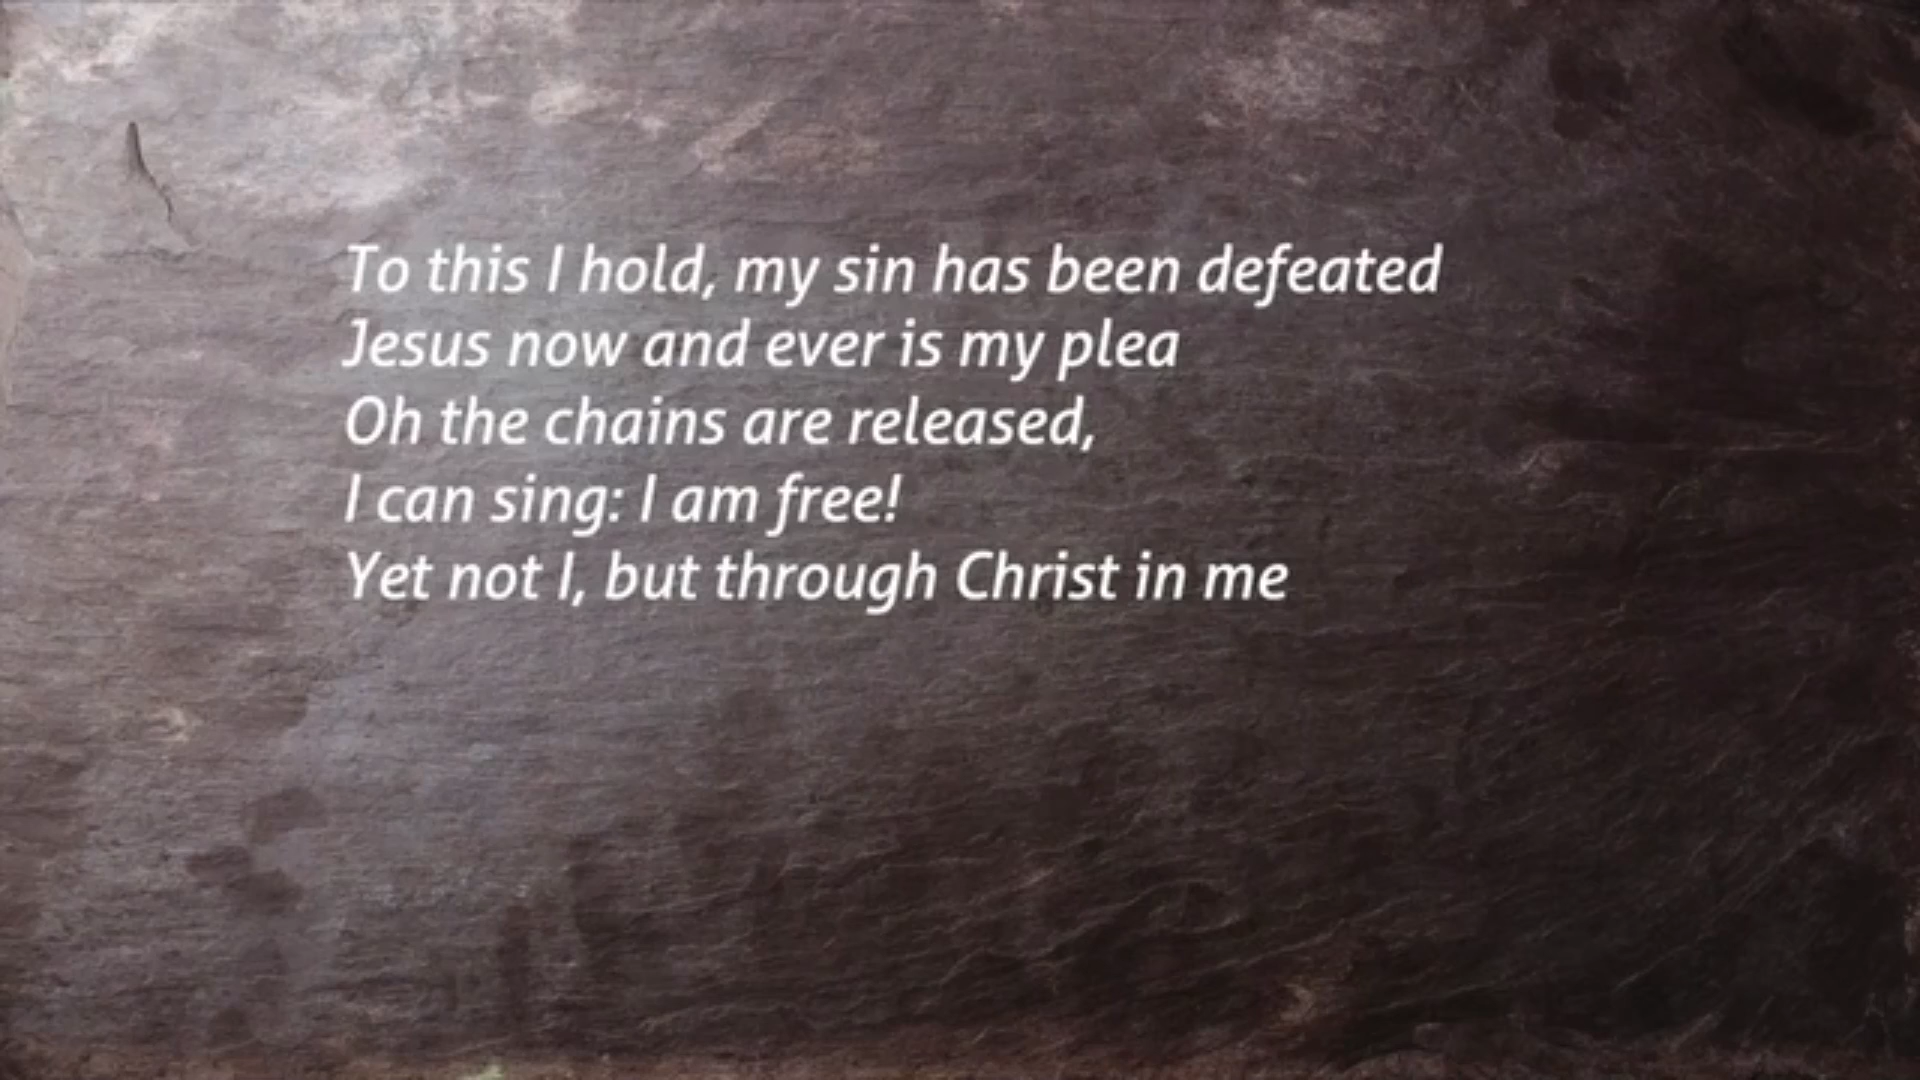 To this I hold, my sin has been defeated
Jesus now and ever is my plea
Oh the chains are released,
I can sing: I am free!
Yet not I, but through Christ in me